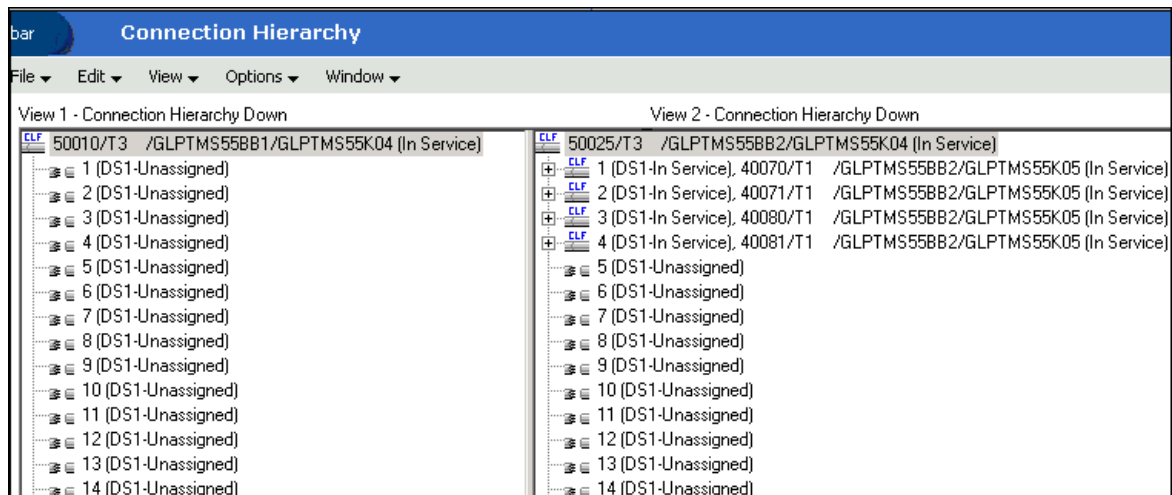 bar Connection Hierarchy
File Edit View Options Window
View 1 - Connection Hierarchy Down
CLF 50010/T3 /GLPTMS55BB1/GLPTMS55K04 (In Service)
1 (DS1-Unassigned)
2 (DS1-Unassigned)
3 (DS1-Unassigned)
4 (DS1-Unassigned)
5 (DS1-Unassigned)
6 (DS1-Unassigned)
7 (DS1-Unassigned)
8 (DS1-Unassigned)
9 (DS1-Unassigned)
10 (DS1-Unassigned)
11 (DS1-Unassigned)
12 (DS1-Unassigned)
13 (DS1-Unassigned)
14 (DS1-Unassigned)
View 2 - Connection Hierarchy Down
CLF 50025/T3 /GLPTMS55BB2/GLPTMS55K04 (In Service)
CLF 1 (DS1-In Service), 40070/T1 /GLPTMS55BB2/GLPTMS55K05 (In Service)
CLF 2 (DS1-In Service), 40071/T1 /GLPTMS55BB2/GLPTMS55K05 (In Service)
CLF 3 (DS1-In Service), 40080/T1 /GLPTMS55BB2/GLPTMS55K05 (In Service)
CLF 4 (DS1-In Service), 40081/T1 /GLPTMS55BB2/GLPTMS55K05 (In Service)
5 (DS1-Unassigned)
6 (DS1-Unassigned)
7 (DS1-Unassigned)
8 (DS1-Unassigned)
9 (DS1-Unassigned)
10 (DS1-Unassigned)
11 (DS1-Unassigned)
12 (DS1-Unassigned)
13 (DS1-Unassigned)
14 (DS1-Unassigned)